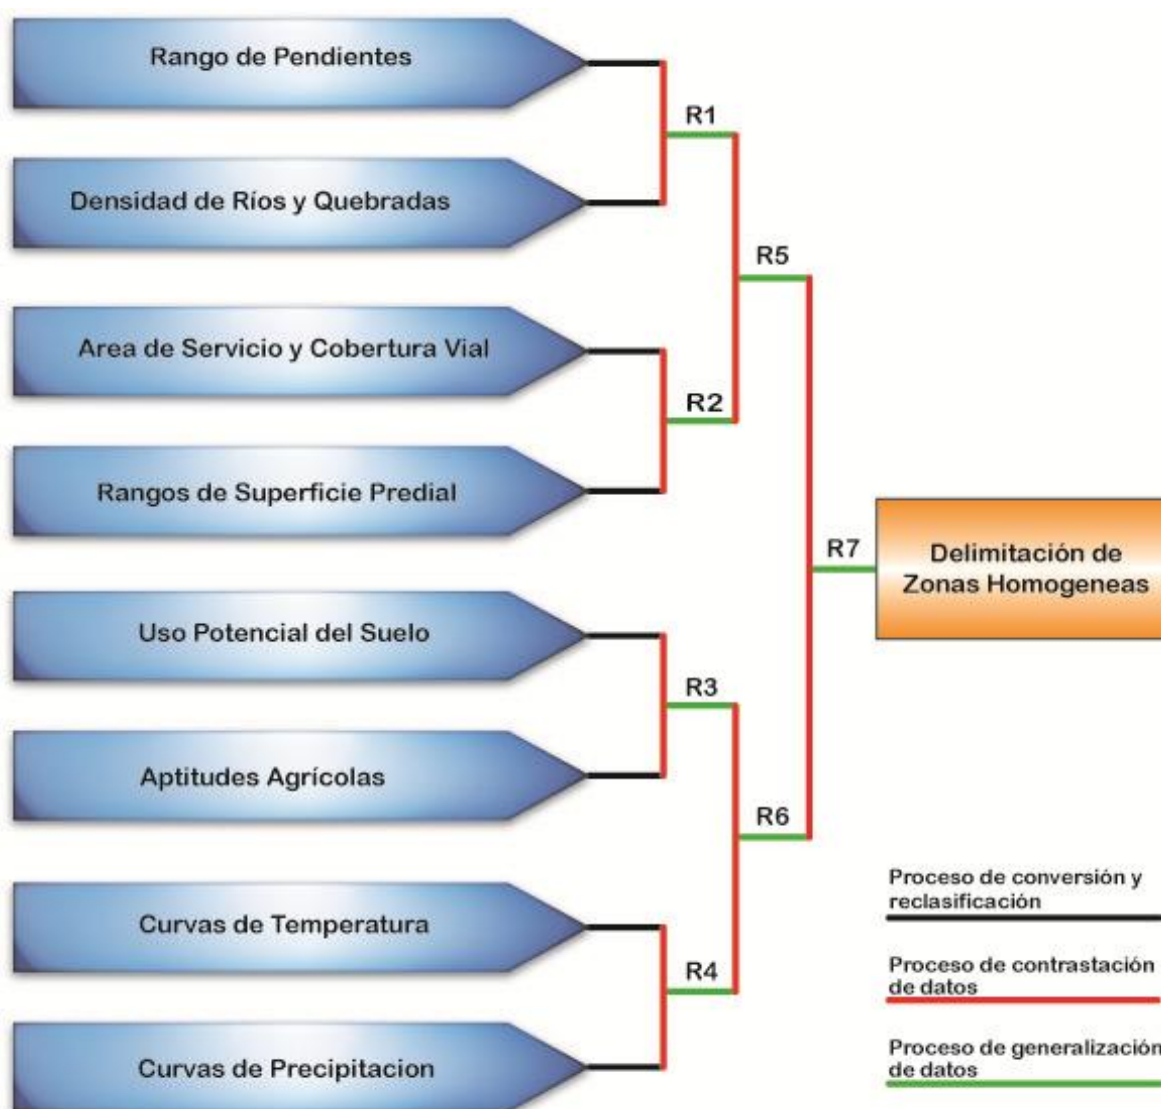 Rango de Pendientes
R1
Densidad de Ríos y Quebradas
R5
Area de Servicio y Cobertura Vial
R2
Rangos de Superficie Predial
R7
Delimitación de
Zonas Homogeneas
Uso Potencial del Suelo
R3
Aptitudes Agrícolas
R6
Curvas de Temperatura
R4
Curvas de Precipitacion
Proceso de conversión y
reclasificación
Proceso de contrastación
de datos
Proceso de generalización
de datos